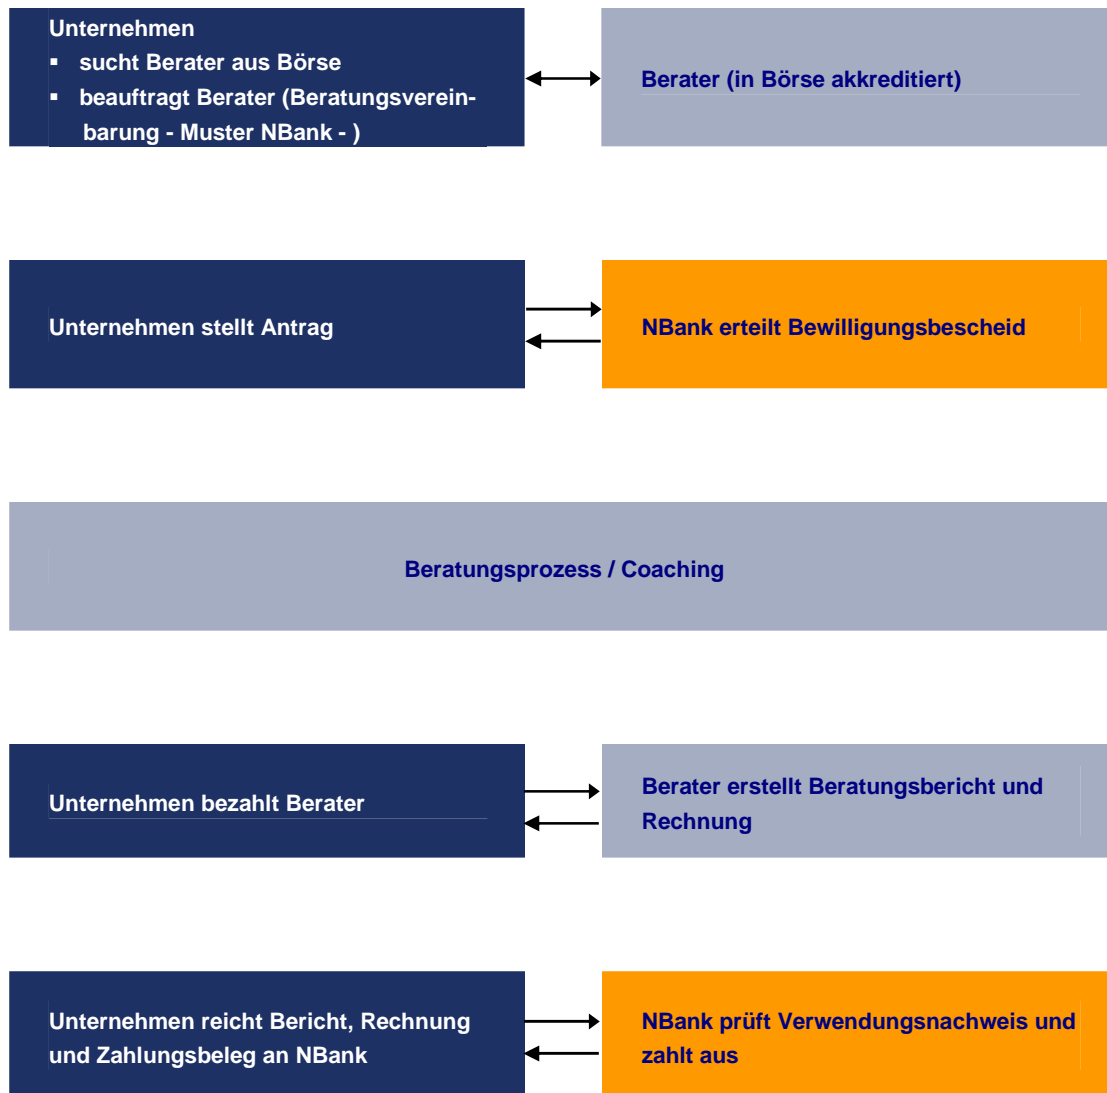 Unternehmen
▪ sucht Berater aus Börse
▪ beauftragt Berater (Beratungsverein-
barung - Muster NBank - )
Berater (in Börse akkreditiert)
Unternehmen stellt Antrag
NBank erteilt Bewilligungsbescheid
Beratungsprozess / Coaching
Unternehmen bezahlt Berater
Berater erstellt Beratungsbericht und
Rechnung
Unternehmen reicht Bericht, Rechnung
und Zahlungsbeleg an NBank
NBank prüft Verwendungsnachweis und
zahlt aus